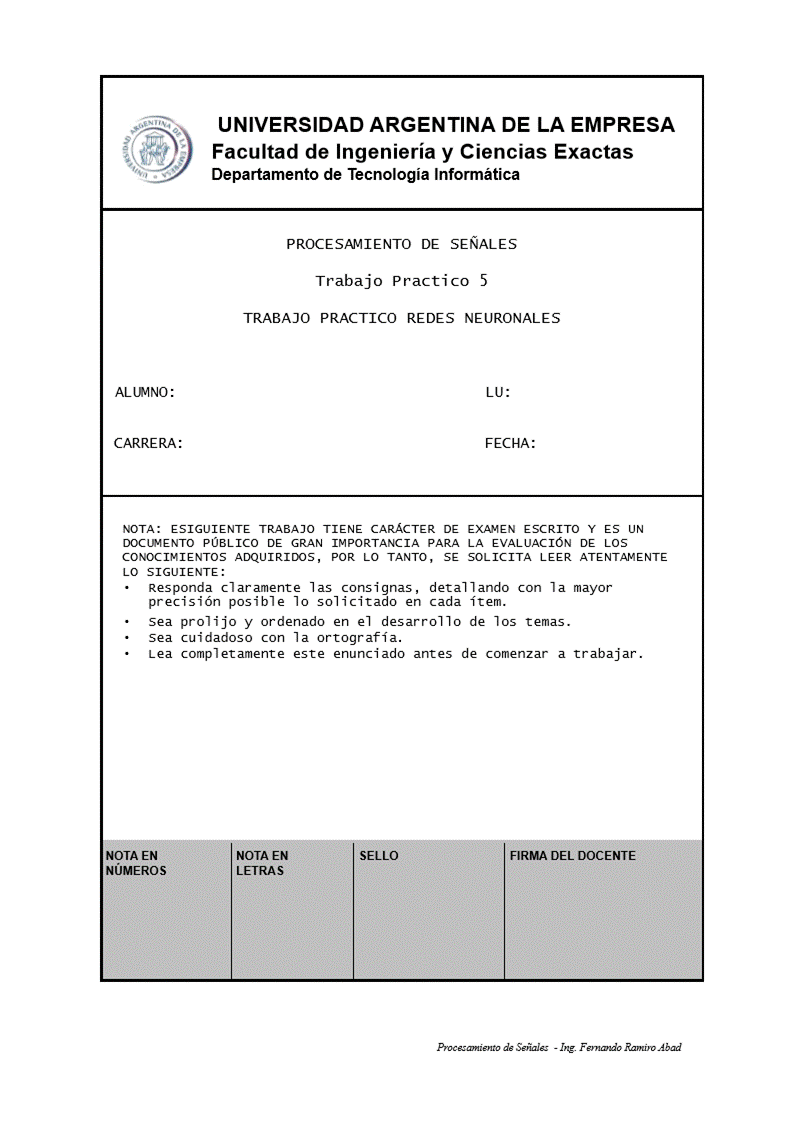 UNIVERSIDAD ARGENTINA DE LA EMPRESA
Facultad de Ingeniería y Ciencias Exactas
Departamento de Tecnología Informática
UNIVERSIDAD ARGENTINA DE LA EMPRESA
PROCESAMIENTO DE SEÑALES
Trabajo Practico 5
TRABAJO PRACTICO REDES NEURONALES
ALUMNO: LU:
CARRERA: FECHA:
NOTA: ESIGUIENTE TRABAJO TIENE CARÁCTER DE EXAMEN ESCRITO Y ES UN
DOCUMENTO PÚBLICO DE GRAN IMPORTANCIA PARA LA EVALUACIÓN DE LOS
CONOCIMIENTOS ADQUIRIDOS, POR LO TANTO, SE SOLICITA LEER ATENTAMENTE
LO SIGUIENTE:
• Responda claramente las consignas, detallando con la mayor
precisión posible lo solicitado en cada ítem.
• Sea prolijo y ordenado en el desarrollo de los temas.
• Sea cuidadoso con la ortografía.
• Lea completamente este enunciado antes de comenzar a trabajar.
NOTA EN
NÚMEROS
NOTA EN
LETRAS
SELLO
FIRMA DEL DOCENTE
Procesamiento de Señales - Ing. Fernando Ramiro Abad